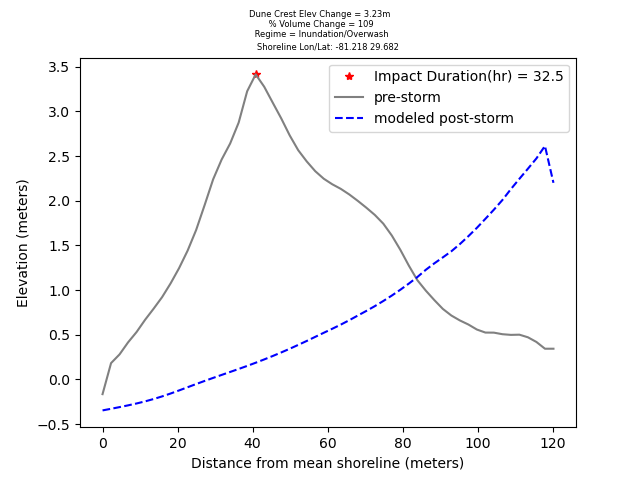 Dune Crest Elev Change = 3.23m
% Volume Change = 109
Regime = Inundation/Overwash
Shoreline Lon/Lat: -81.218 29.682
Impact Duration(hr) = 32.5
pre-storm
modeled post-storm
Elevation (meters)
3.5
3.0
2.5
2.0
1.5
1.0
0.5
0.0
−0.5
0 20 40 60 80 100 120
Distance from mean shoreline (meters)